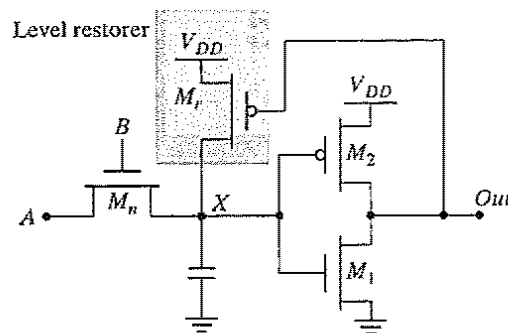 Level restorer
V_DD
M_r
V_DD
B
M_2
A
M_n
X
Out
M_1